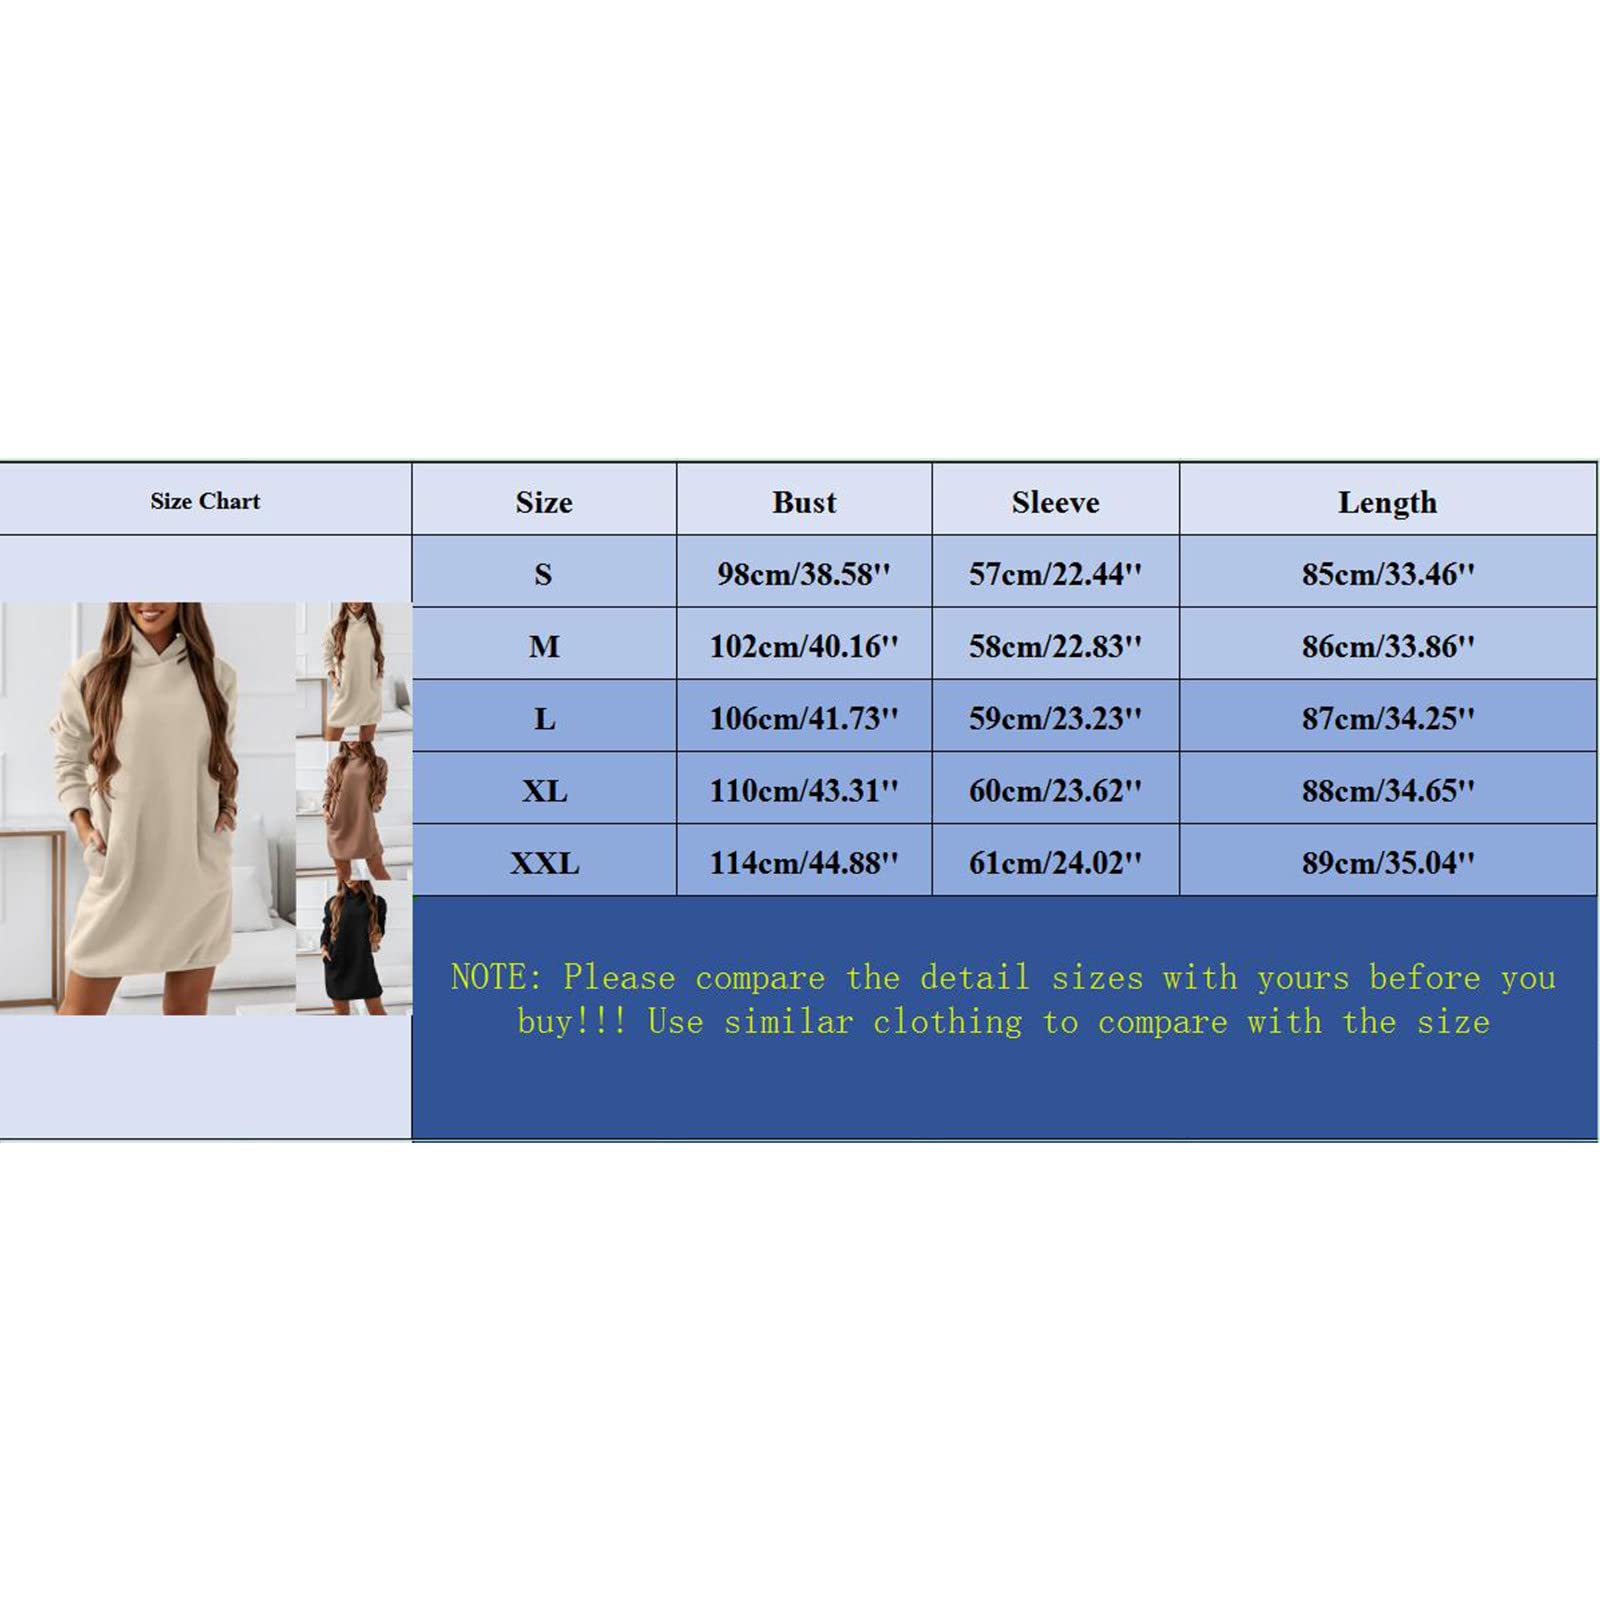 Size Chart Size Bust Sleeve Length
S 98cm/38.58'' 57cm/22.44'' 85cm/33.46''
M 102cm/40.16'' 58cm/22.83'' 86cm/33.86''
L 106cm/41.73'' 59cm/23.23'' 87cm/34.25''
XL 110cm/43.31'' 60cm/23.62'' 88cm/34.65''
XXL 114cm/44.88'' 61cm/24.02'' 89cm/35.04''
NOTE: Please compare the detail sizes with yours before you
buy!!! Use similar clothing to compare with the size